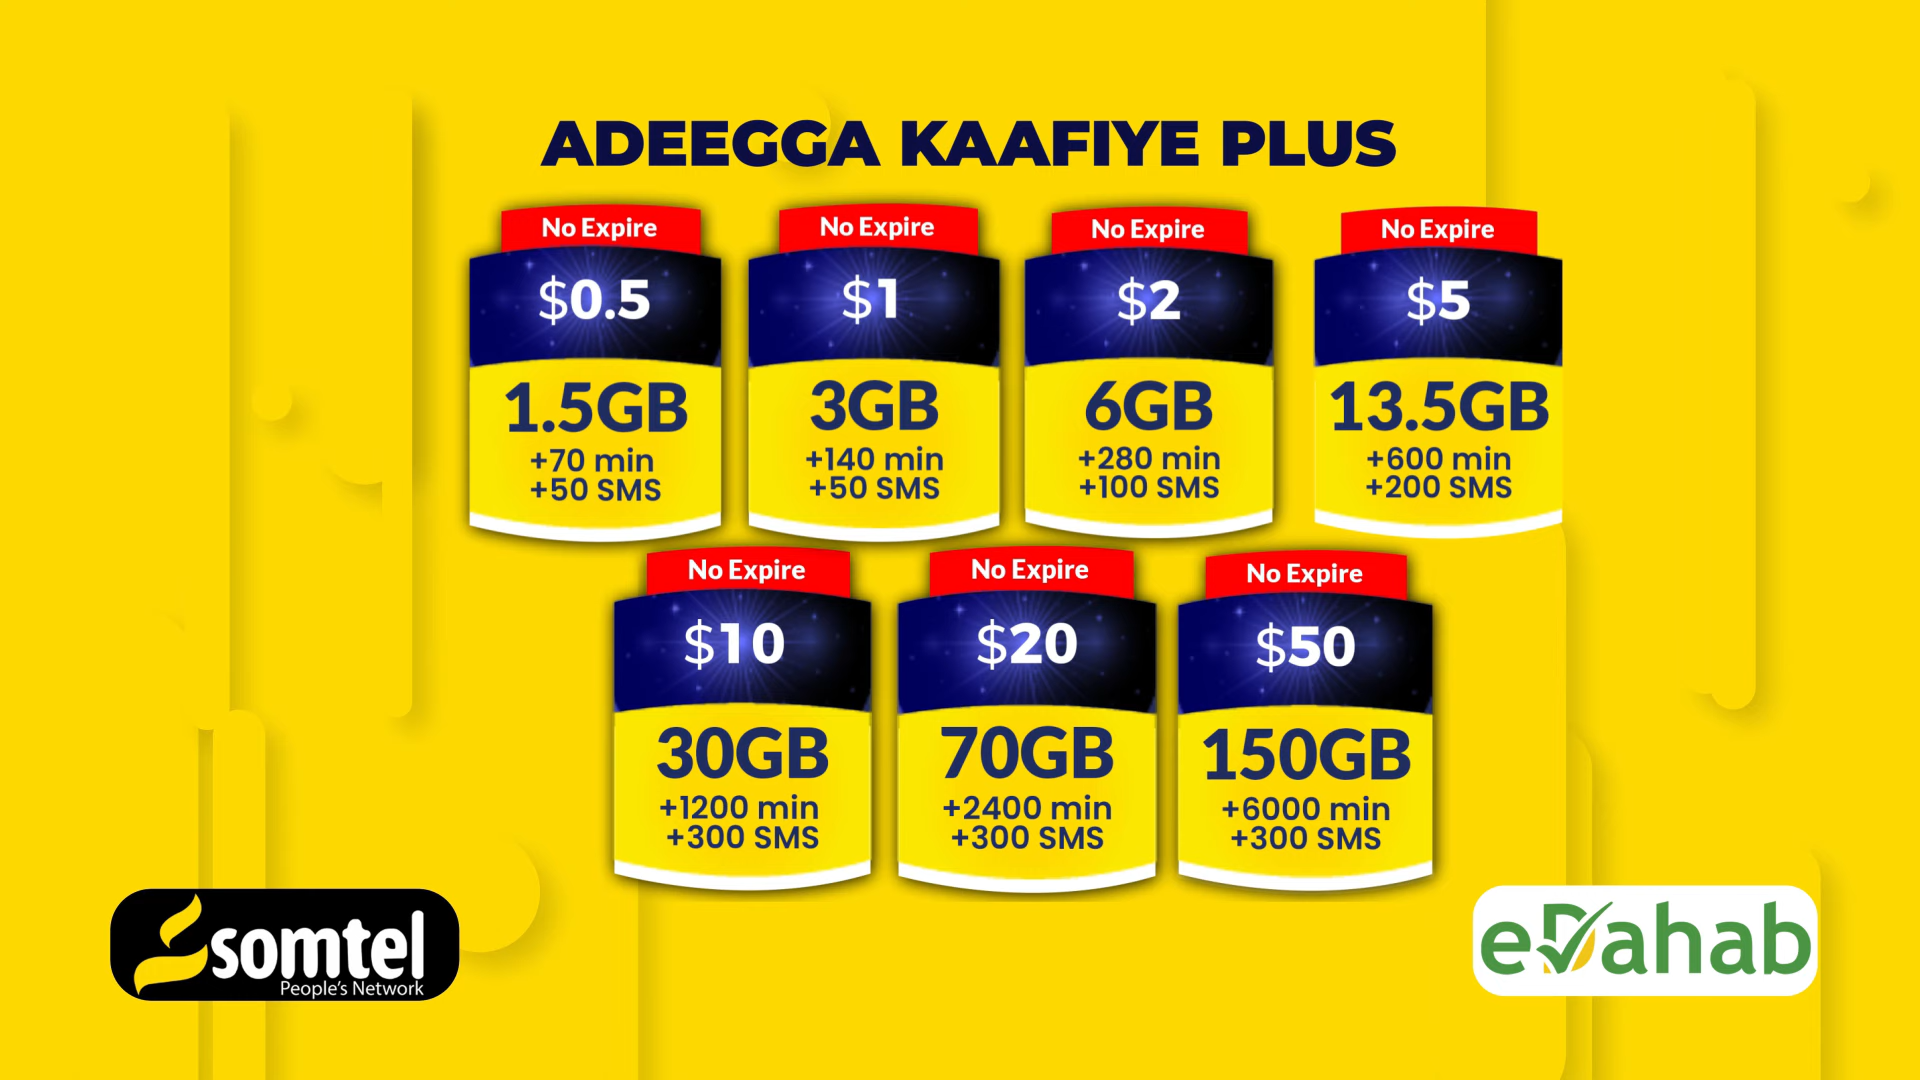 ADEEGGA KAAFIYE PLUS
No Expire
$0.5
1.5GB
+70 min
+50 SMS
No Expire
$1
3GB
+140 min
+50 SMS
No Expire
$2
6GB
+280 min
+100 SMS
No Expire
$5
13.5GB
+600 min
+200 SMS
No Expire
$10
30GB
+1200 min
+300 SMS
No Expire
$20
70GB
+2400 min
+300 SMS
No Expire
$50
150GB
+6000 min
+300 SMS
somtel
People's Network
eDahab